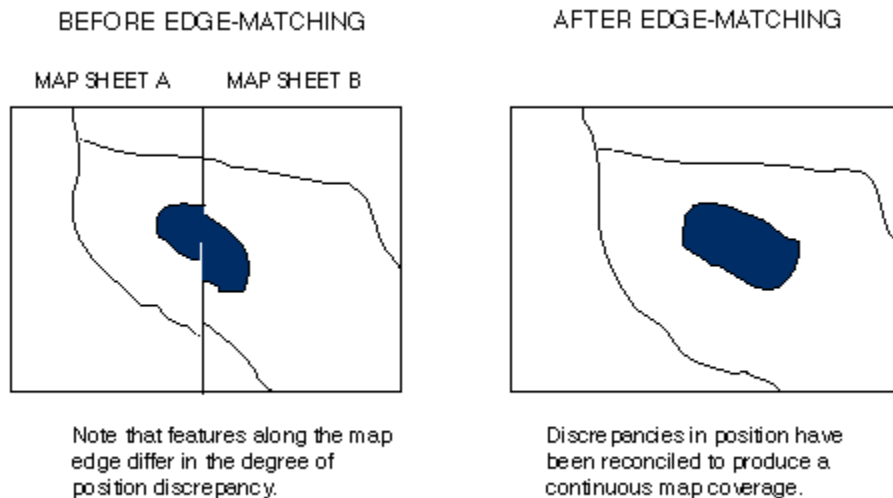 BEFORE EDGE-MATCHING
AFTER EDGE-MATCHING
MAP SHEET A
MAP SHEET B
Note that features along the map
edge differ in the degree of
position discrepancy.
Discrepancies in position have
been reconciled to produce a
continuous map coverage.